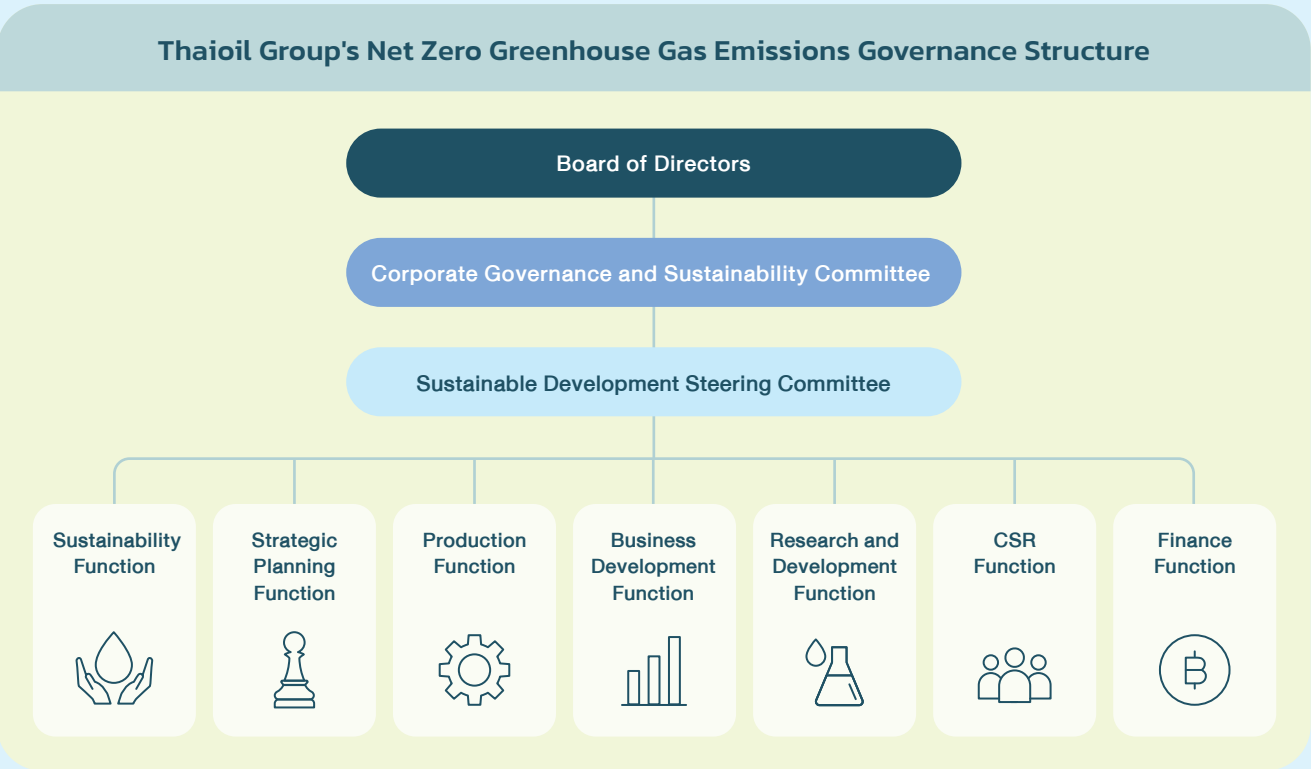 Thaioil Group's Net Zero Greenhouse Gas Emissions Governance Structure
Board of Directors
Corporate Governance and Sustainability Committee
Sustainable Development Steering Committee
Sustainability
Function
Strategic
Planning
Function
Production
Function
Business
Development
Function
Research and
Development
Function
CSR
Function
Finance
Function